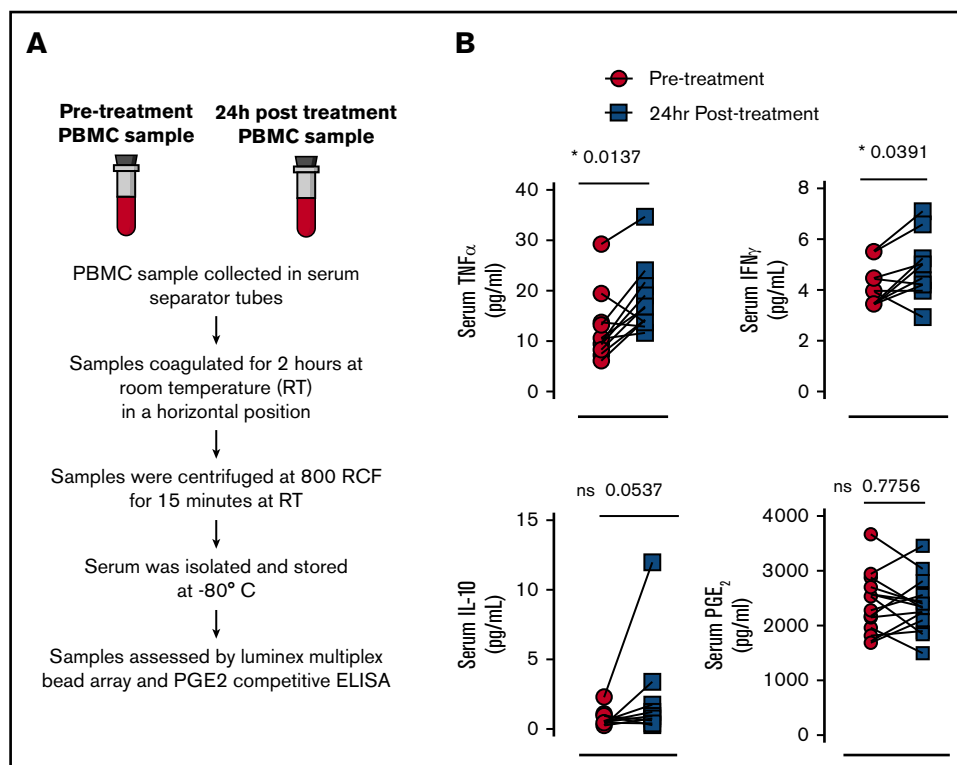 A
Pre-treatment
PBMC sample
24h post treatment
PBMC sample
PBMC sample collected in serum
separator tubes
Samples coagulated for 2 hours at
room temperature (RT)
in a horizontal position
Samples were centrifuged at 800 RCF
for 15 minutes at RT
Serum was isolated and stored
at -80° C
Samples assessed by luminex multiplex
bead array and PGE2 competitive ELISA
B
Pre-treatment
24hr Post-treatment
* 0.0137
Serum TNFα
(pg/ml)
40
30
20
10
0
* 0.0391
Serum IFNγ
(pg/mL)
8
6
4
2
0
ns 0.0537
Serum IL-10
(pg/mL)
15
10
5
0
ns 0.7756
Serum PGE₂
(pg/ml)
4000
3000
2000
1000
0